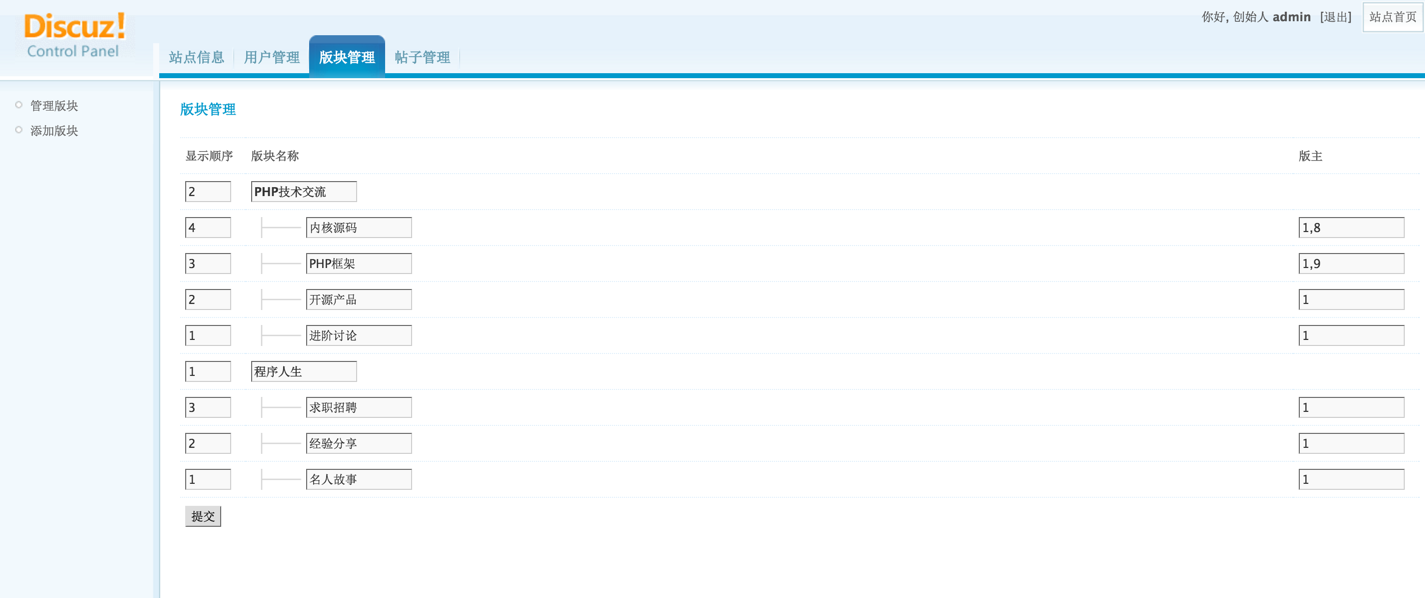 Discuz!
Control Panel
你好, 创始人 admin [退出] 站点首页
站点信息 用户管理 版块管理 帖子管理
管理版块
添加版块
版块管理
显示顺序 版块名称 版主
2 PHP技术交流
4 内核源码 1,8
3 PHP框架 1,9
2 开源产品 1
1 进阶讨论 1
1 程序人生
3 求职招聘 1
2 经验分享 1
1 名人故事 1
提交